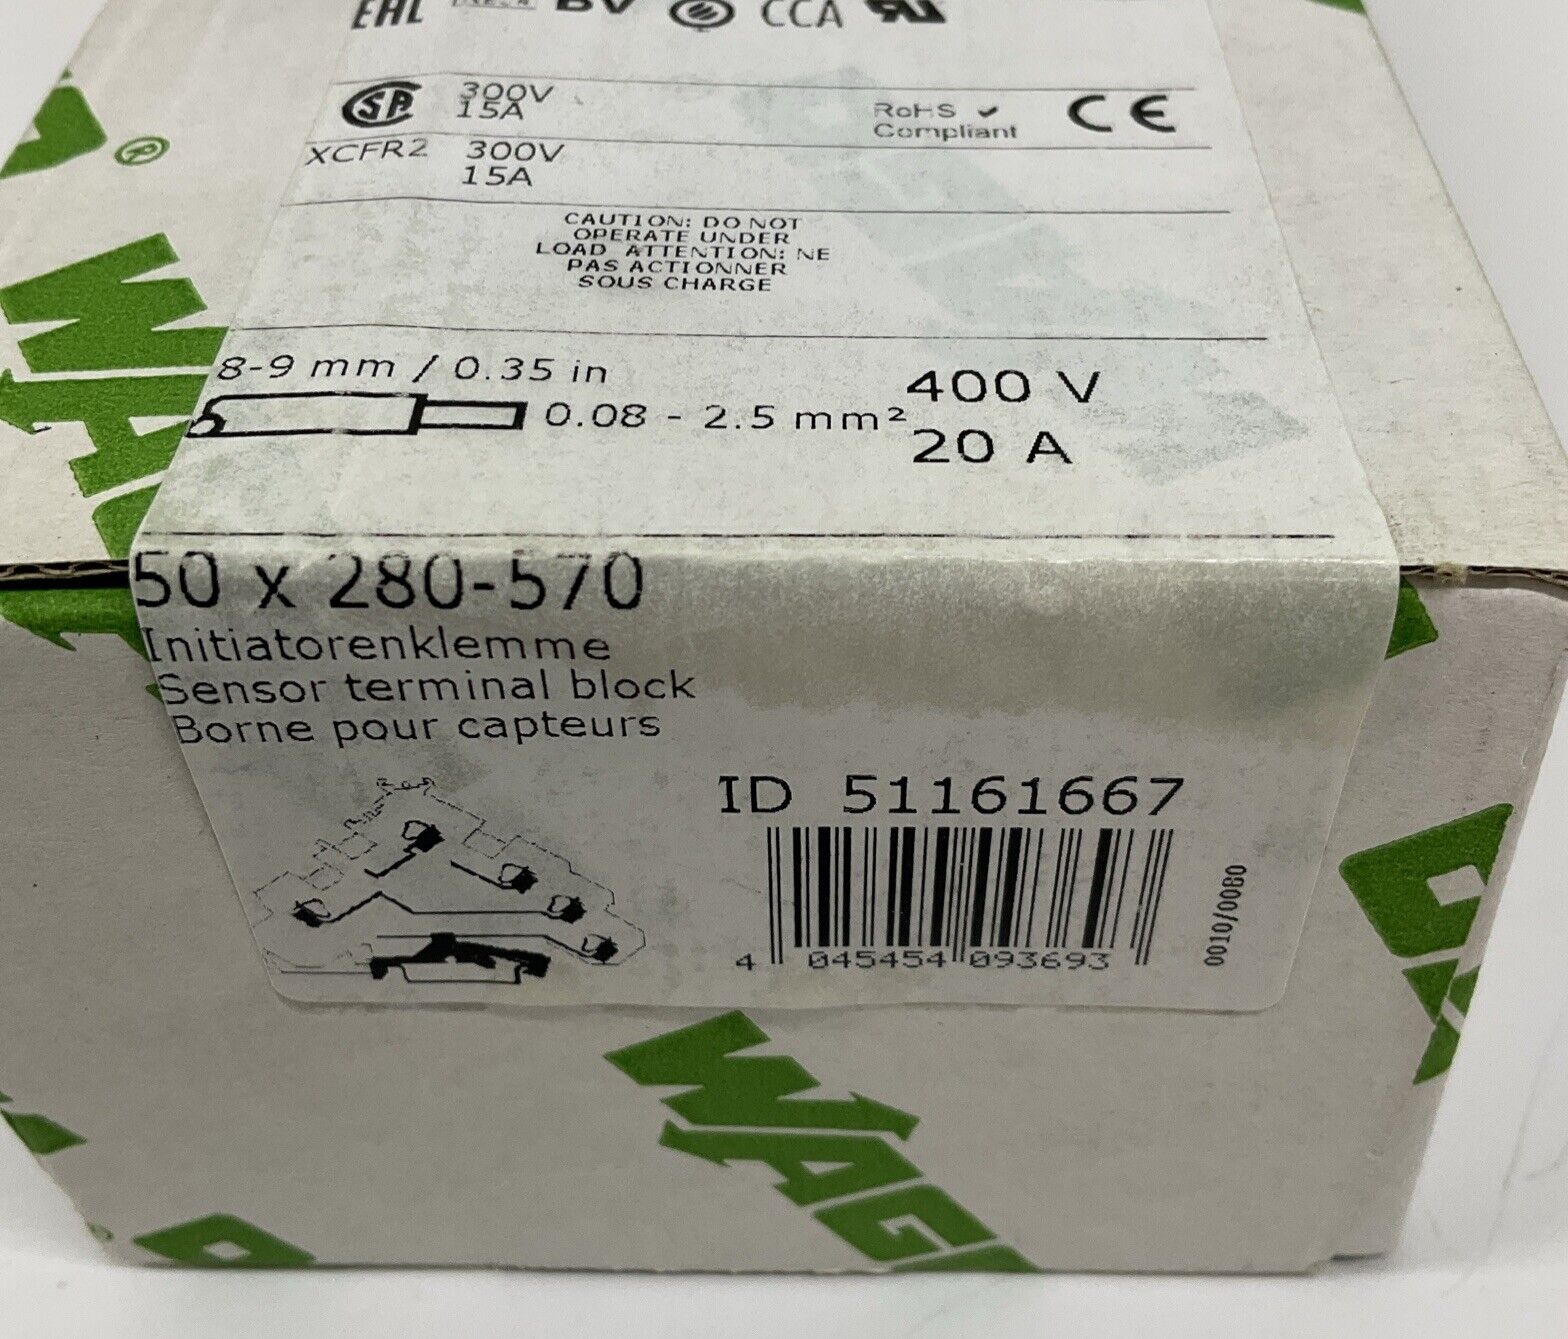 EAC BV CCA
300V
15A
RoHS
Compliant
CE
XCFR2 300V
15A
CAUTION: DO NOT
OPERATE UNDER
LOAD ATTENTION: NE
PAS ACTIONNER
SOUS CHARGE
8-9 mm / 0.35 in
0.08 - 2.5 mm²
400 V
20 A
50 x 280-570
Initiatorenklemme
Sensor terminal block
Borne pour capteurs
ID 51161667
4 045454 093693
0010/0080
WAGO